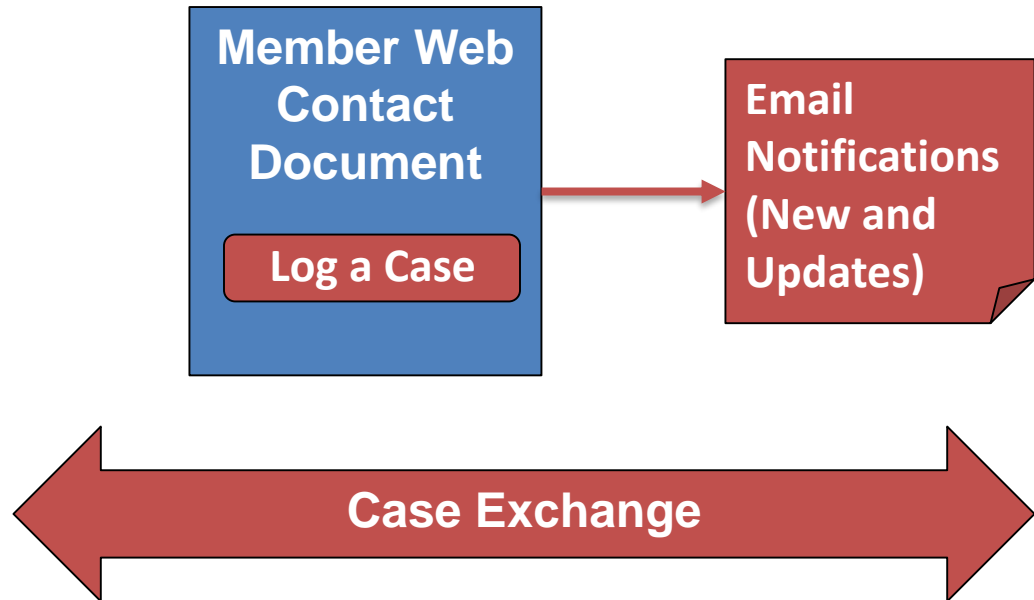 Member Web
Contact
Document
Log a Case
Email
Notifications
(New and
Updates)
Case Exchange